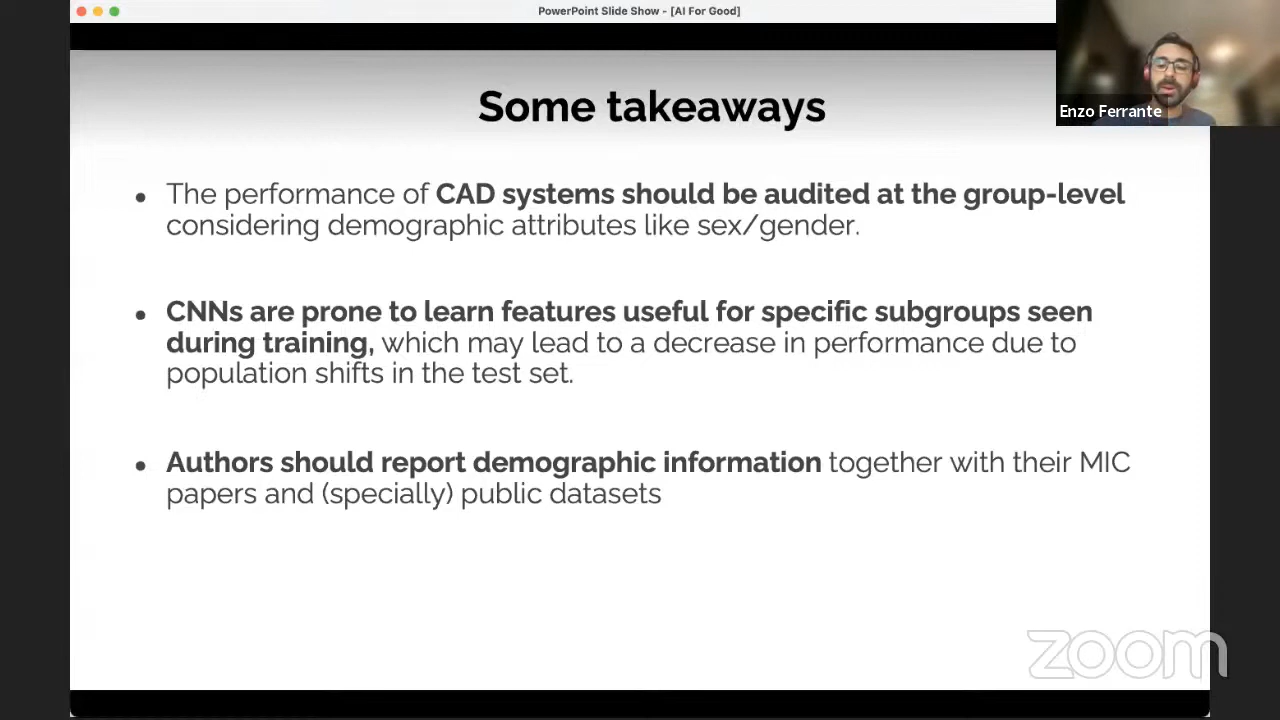 PowerPoint Slide Show - [AI For Good]
Enzo Ferrante
Some takeaways
• The performance of CAD systems should be audited at the group-level
considering demographic attributes like sex/gender.
• CNNs are prone to learn features useful for specific subgroups seen
during training, which may lead to a decrease in performance due to
population shifts in the test set.
• Authors should report demographic information together with their MIC
papers and (specially) public datasets
zoom